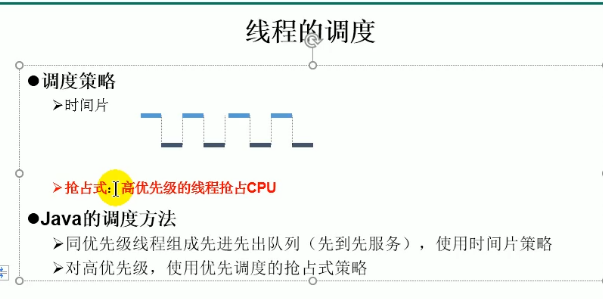 线程的调度
●调度策略
➢时间片
➢抢占式:高优先级的线程抢占CPU
●Java的调度方法
➢同优先级线程组成先进先出队列（先到先服务），使用时间片策略
➢对高优先级，使用优先调度的抢占式策略